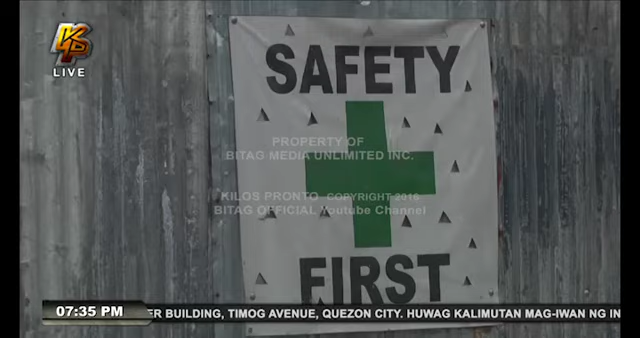 LIVE
SAFETY
PROPERTY OF
BITAG MEDIA UNLIMITED INC.
KILOS PRONTO COPYRIGHT 2016
BITAG OFFICIAL Youtube Channel
FIRST
07:35 PM
ER BUILDING, TIMOG AVENUE, QUEZON CITY. HUWAG KALIMUTAN MAG-IWAN NG IN